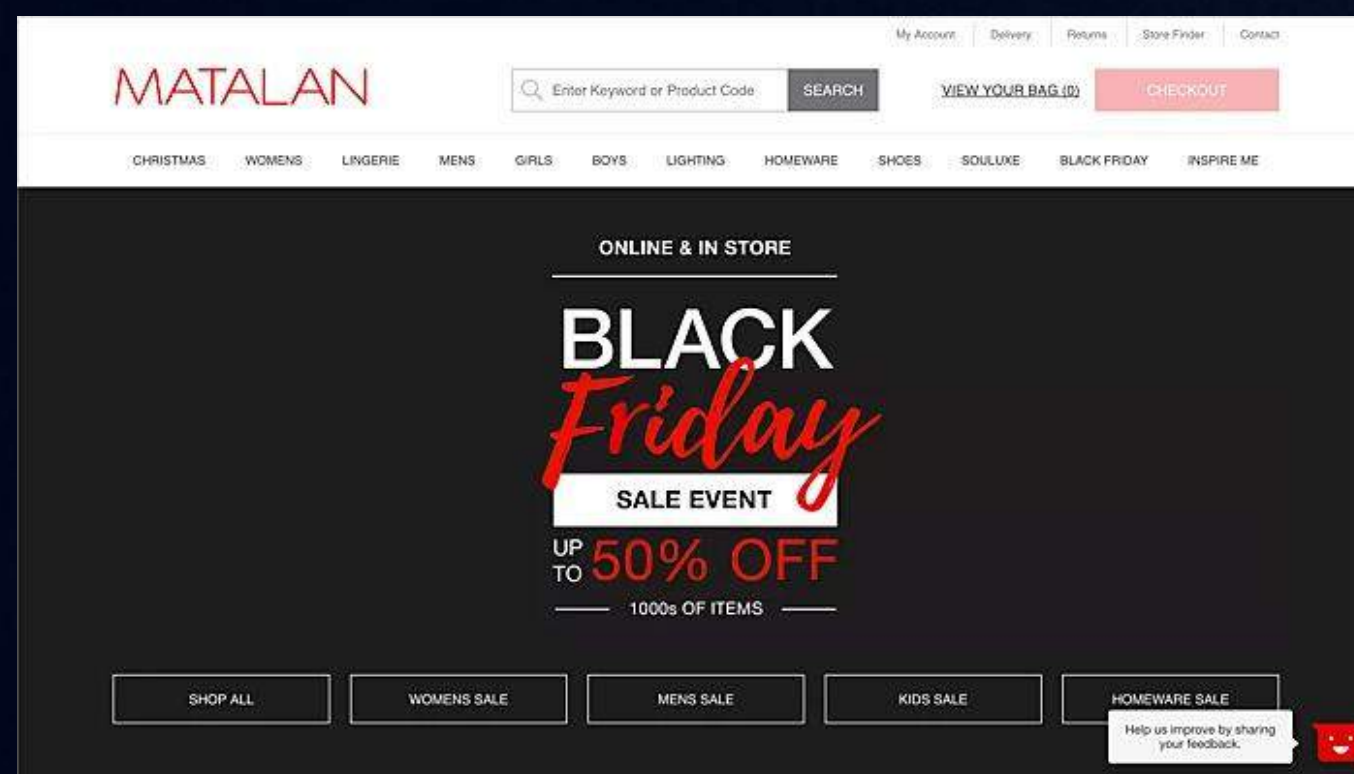 My Account Delivery Returns Store Finder Contact
MATALAN
Enter Keyword or Product Code SEARCH VIEW YOUR BAG (0) CHECKOUT
CHRISTMAS WOMENS LINGERIE MENS GIRLS BOYS LIGHTING HOMEWARE SHOES SOULUXE BLACK FRIDAY INSPIRE ME
ONLINE & IN STORE
BLACK
Friday
SALE EVENT
UP TO 50% OFF
1000s OF ITEMS
SHOP ALL WOMENS SALE MENS SALE KIDS SALE HOMEWARE SALE
Help us improve by sharing
your feedback.